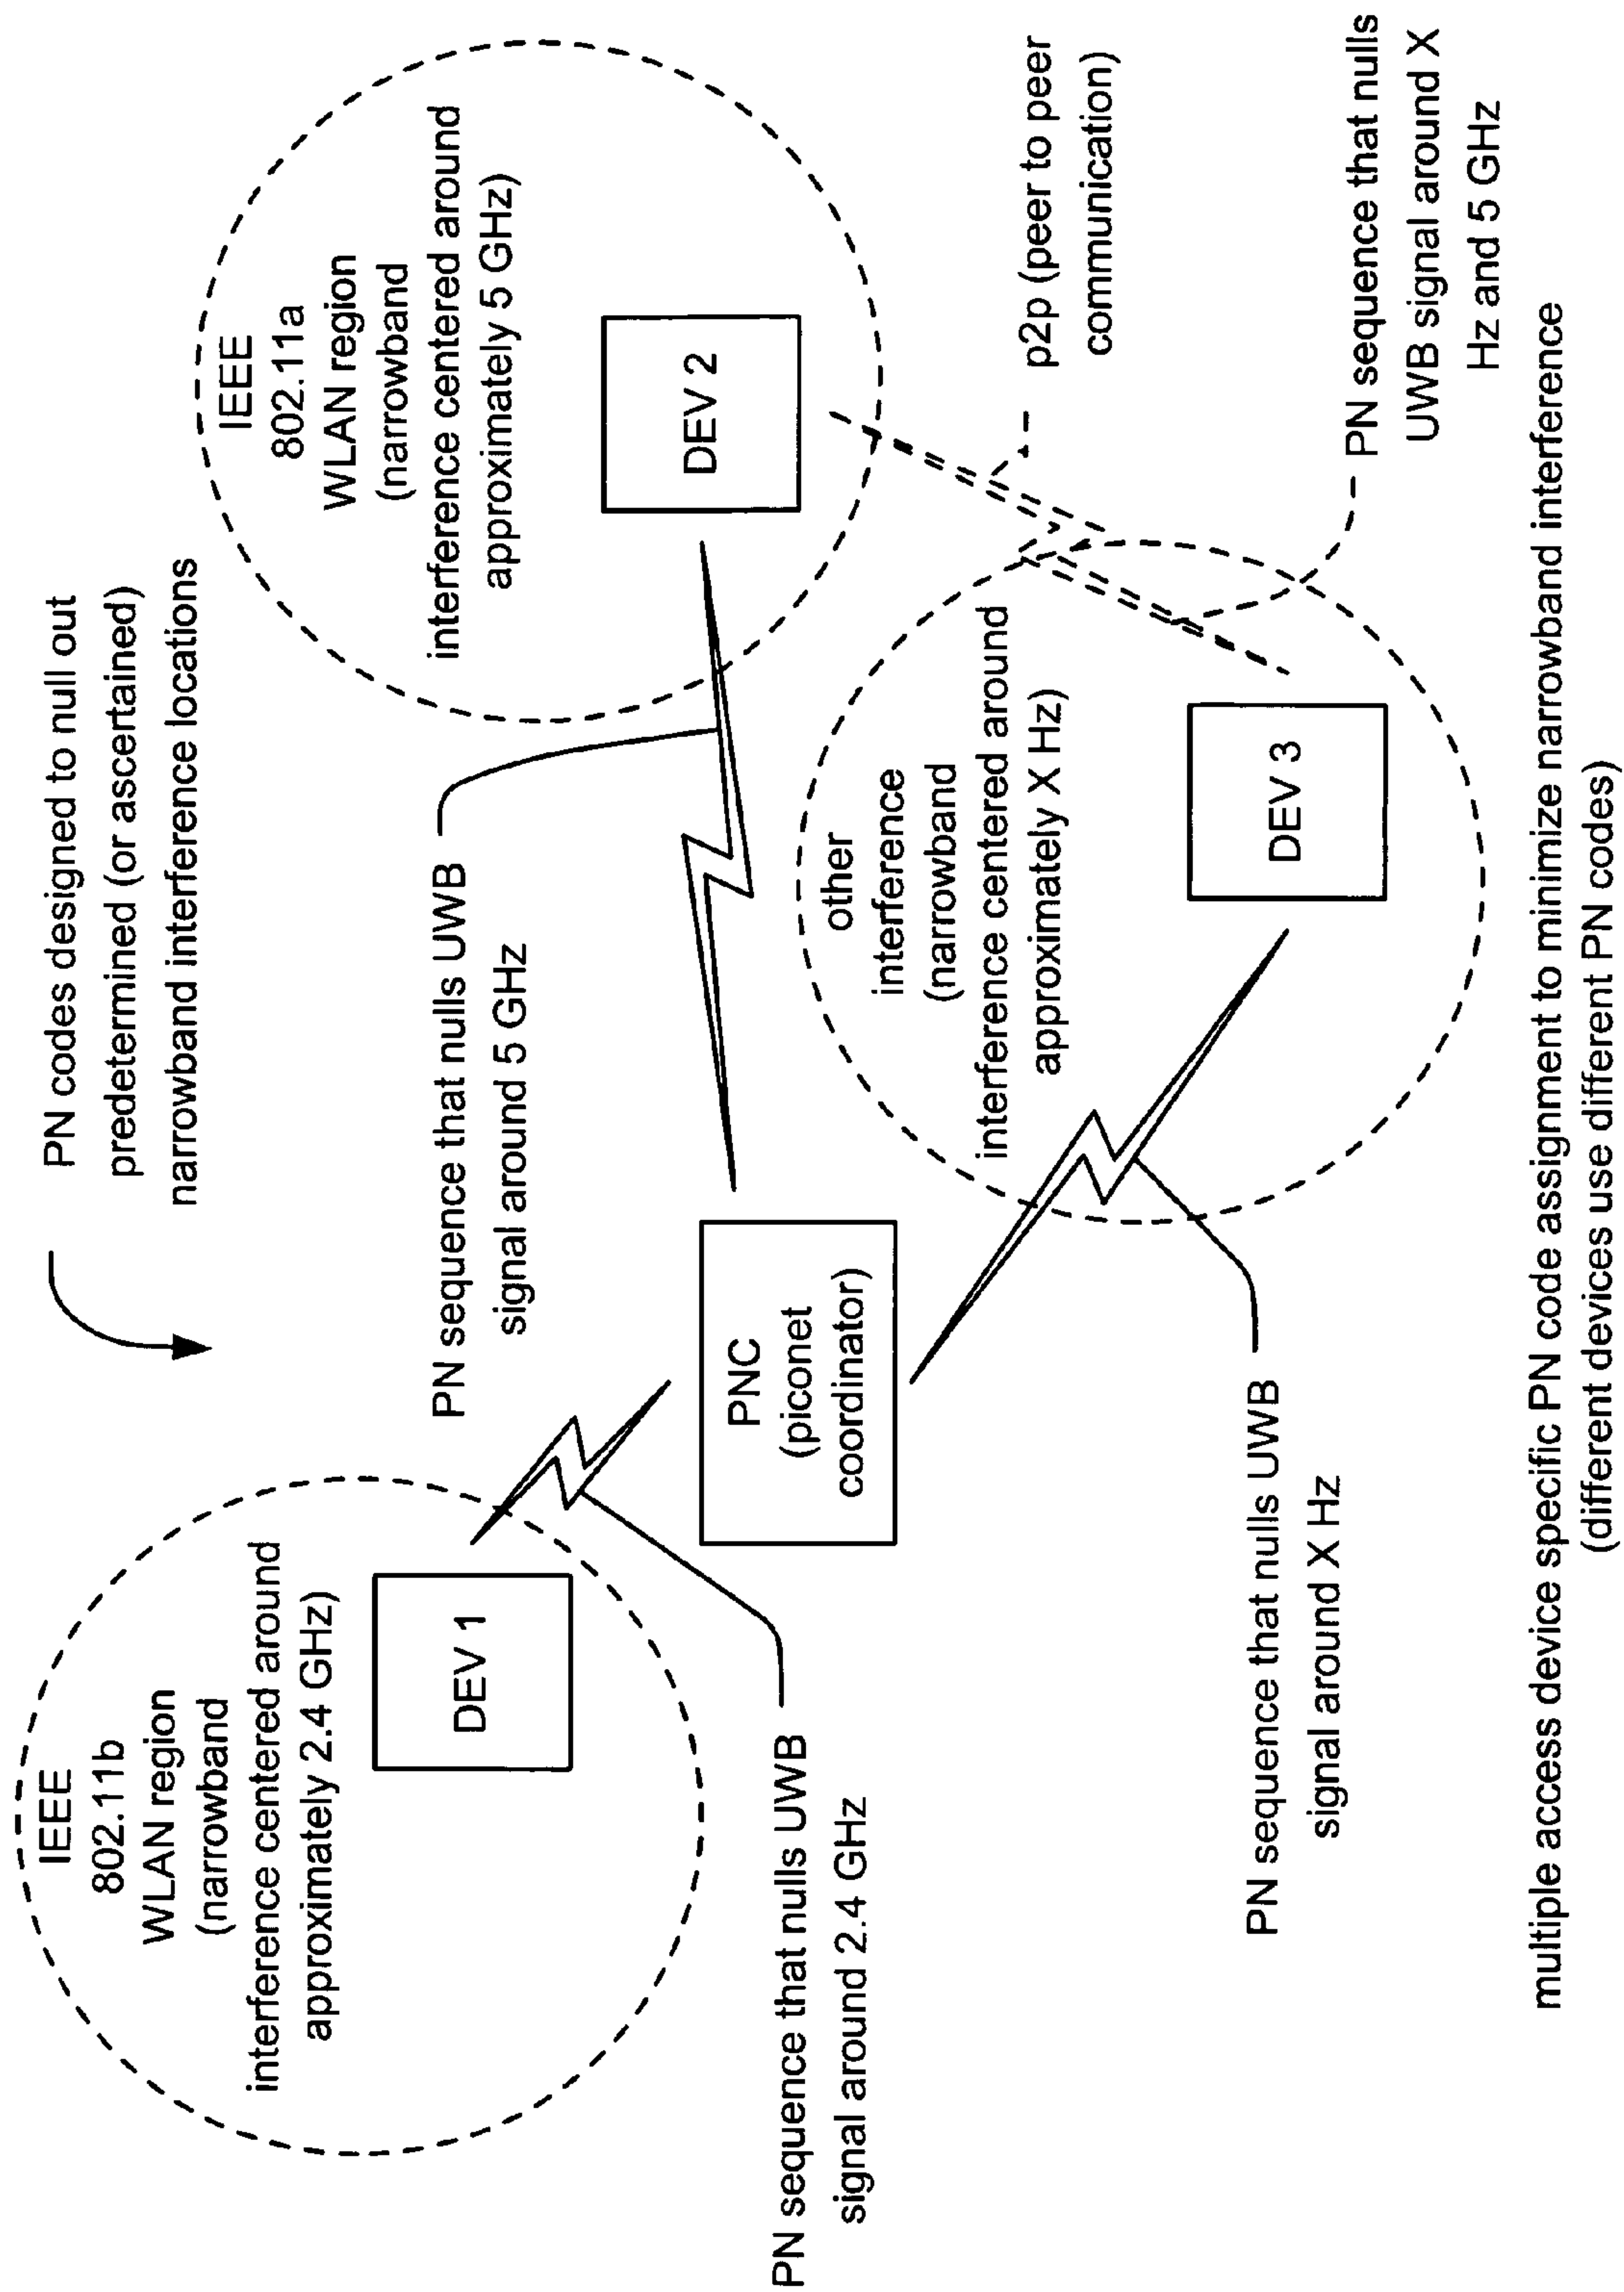 PN codes designed to null out
predetermined (or ascertained)
narrowband interference locations
IEEE
802.11b
WLAN region
(narrowband
interference centered around
approximately 2.4 GHz)
DEV 1
IEEE
802.11a
WLAN region
(narrowband
interference centered around
approximately 5 GHz)
DEV 2
PN sequence that nulls UWB
signal around 5 GHz
PNC
(piconet
coordinator)
PN sequence that nulls UWB
signal around 2.4 GHz
other
interference
(narrowband
interference centered around
approximately X Hz)
DEV 3
p2p (peer to peer
communication)
PN sequence that nulls UWB
signal around X Hz
PN sequence that nulls
UWB signal around X
Hz and 5 GHz
multiple access device specific PN code assignment to minimize narrowband interference
(different devices use different PN codes)